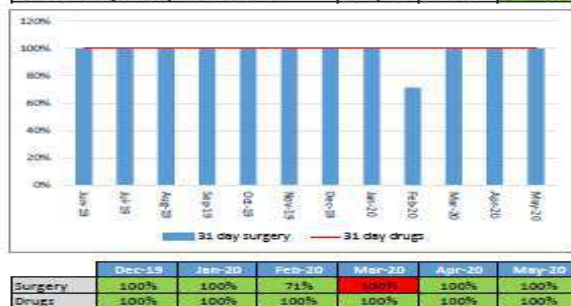 120%
100%
80%
60%
40%
20%
0%
Jun-19 Jul-19 Aug-19 Sep-19 Oct-19 Nov-19 Dec-19 Jan-20 Feb-20 Mar-20 Apr-20 May-20
31 day surgery 31 day drugs
Dec-19 Jan-20 Feb-20 Mar-20 Apr-20 May-20
Surgery 100% 100% 71% 100% 100% 100%
Drugs 100% 100% 100% 100% 100% 100%